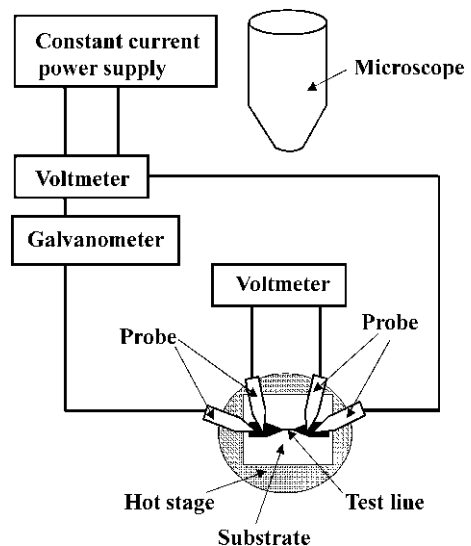 Constant current
power supply
Microscope
Voltmeter
Galvanometer
Voltmeter
Probe
Probe
Hot stage
Test line
Substrate